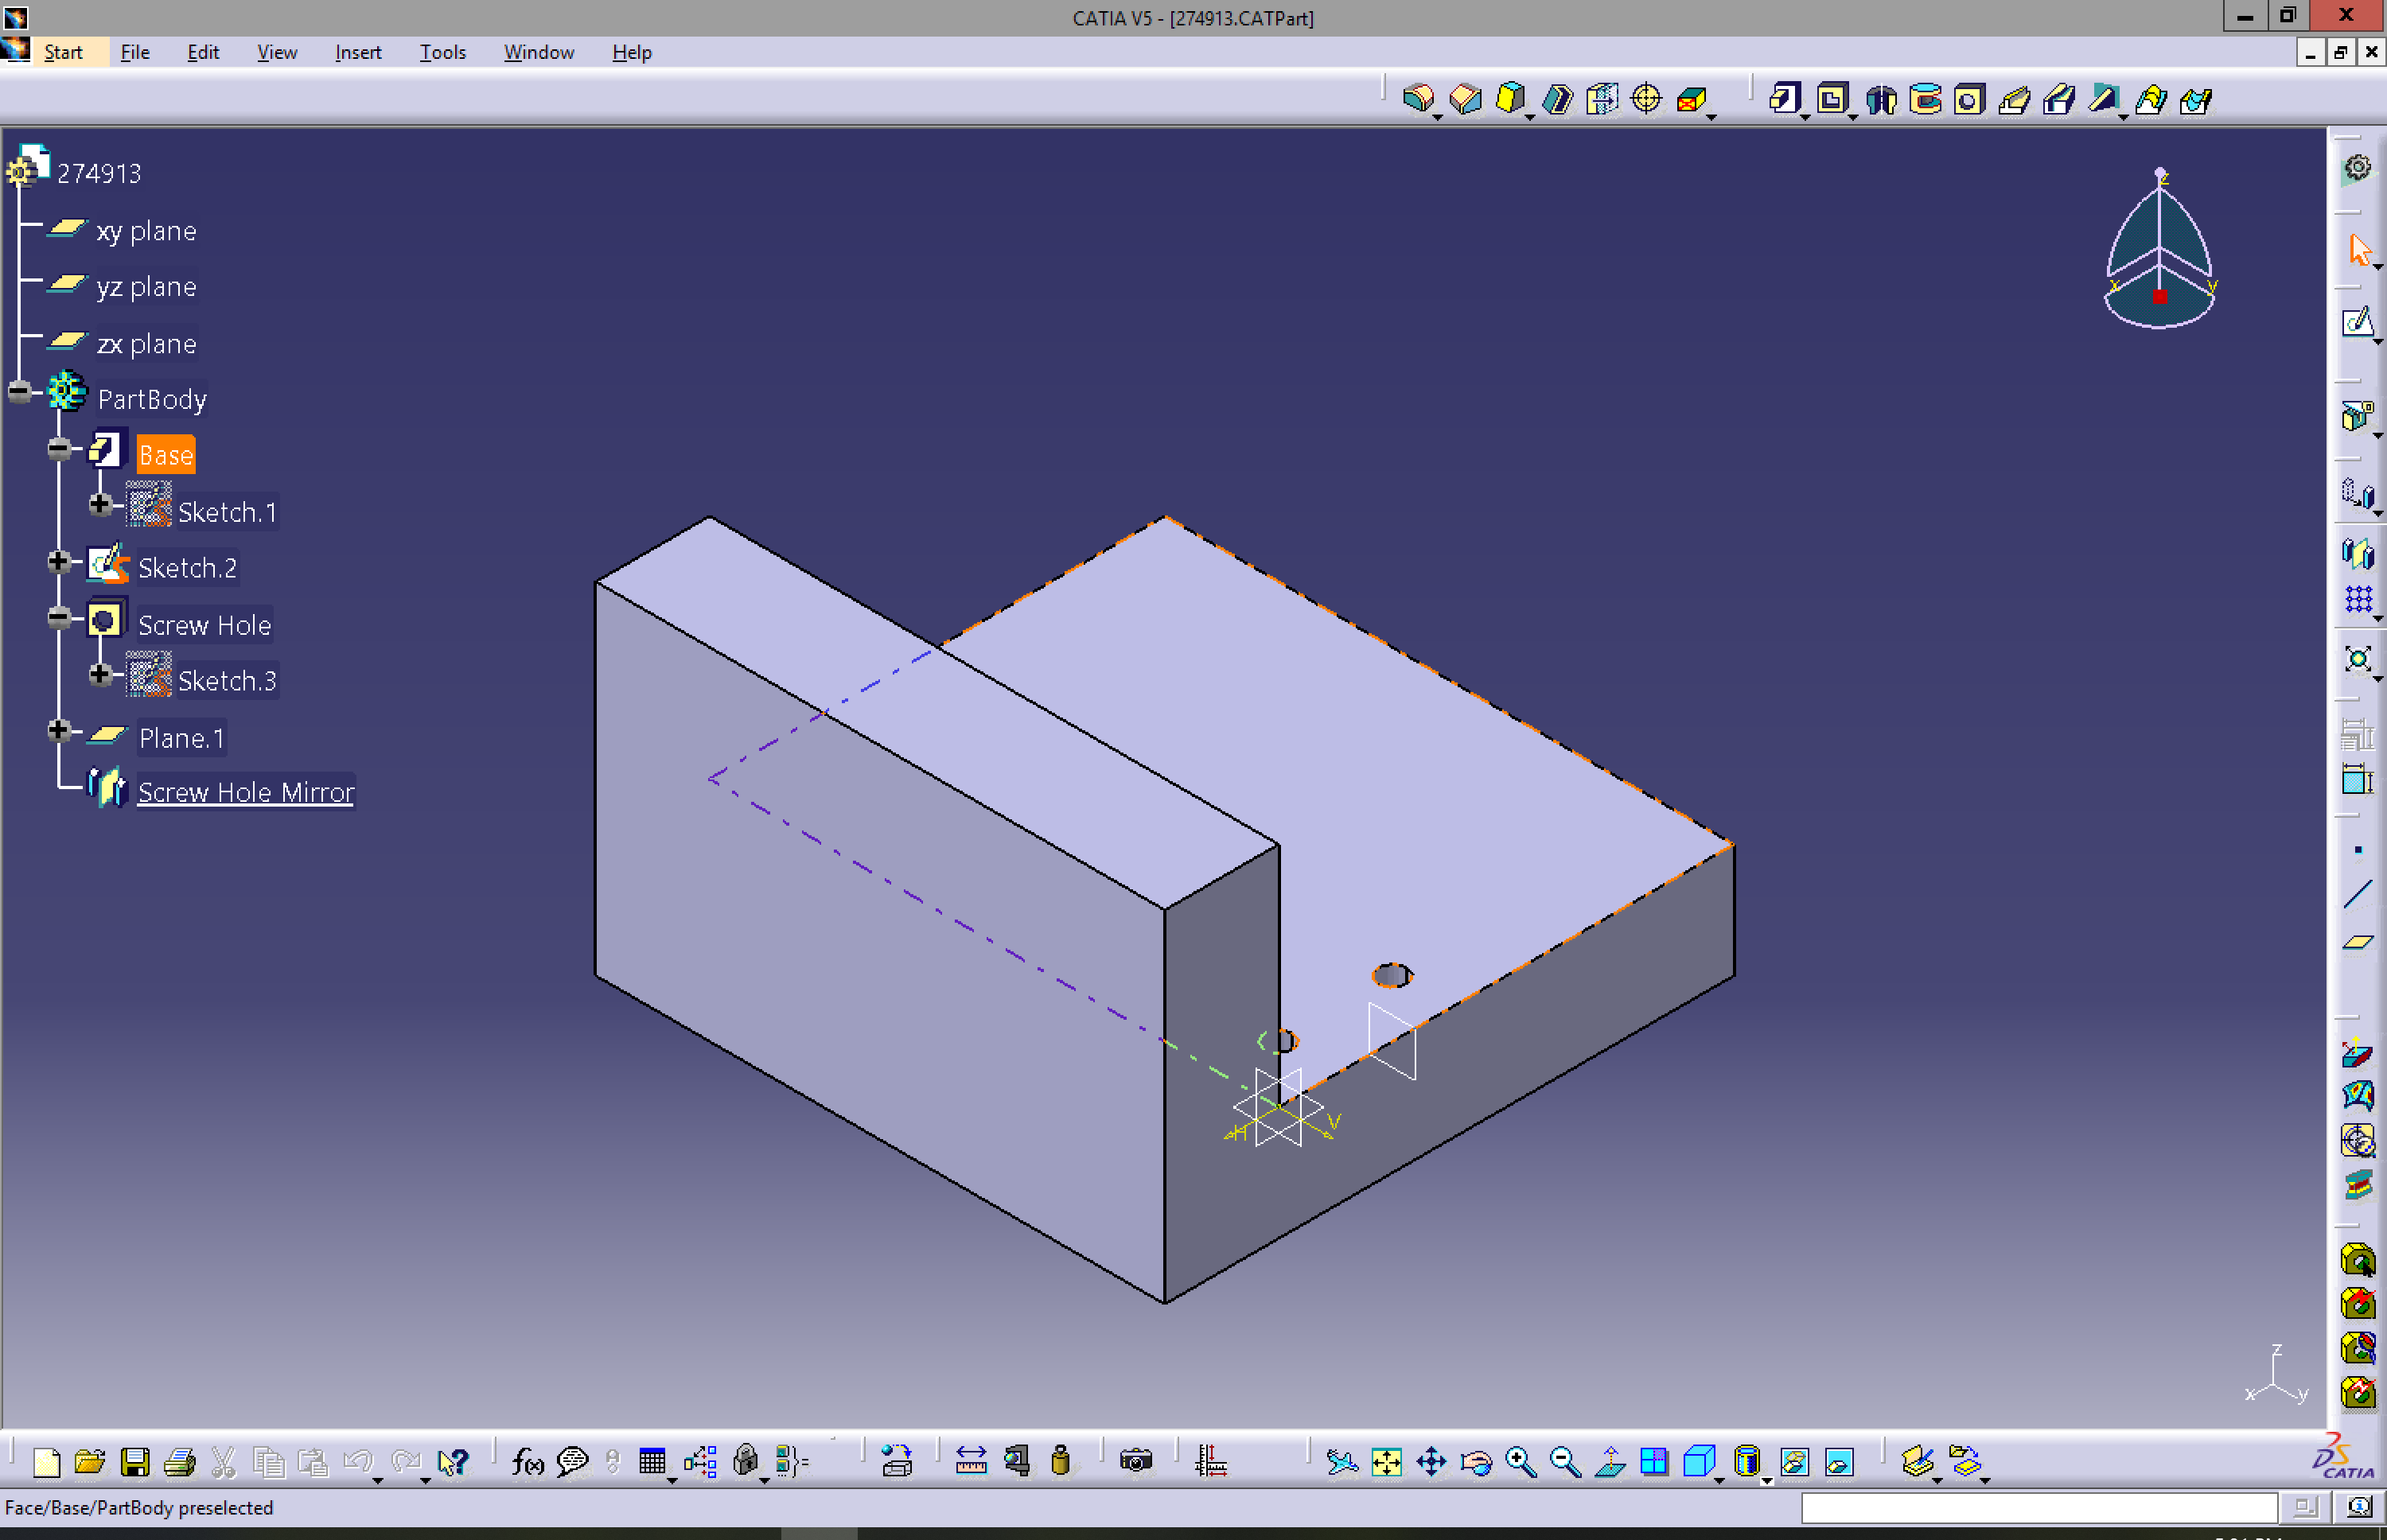 CATIA V5 - [274913.CATPart]
Start File Edit View Insert Tools Window Help
274913
xy plane
yz plane
zx plane
PartBody
Base
Sketch.1
Sketch.2
Screw Hole
Sketch.3
Plane.1
Screw Hole Mirror
z
x
y
H
V
z
x
y
f(x)
CATIA
Face/Base/PartBody preselected